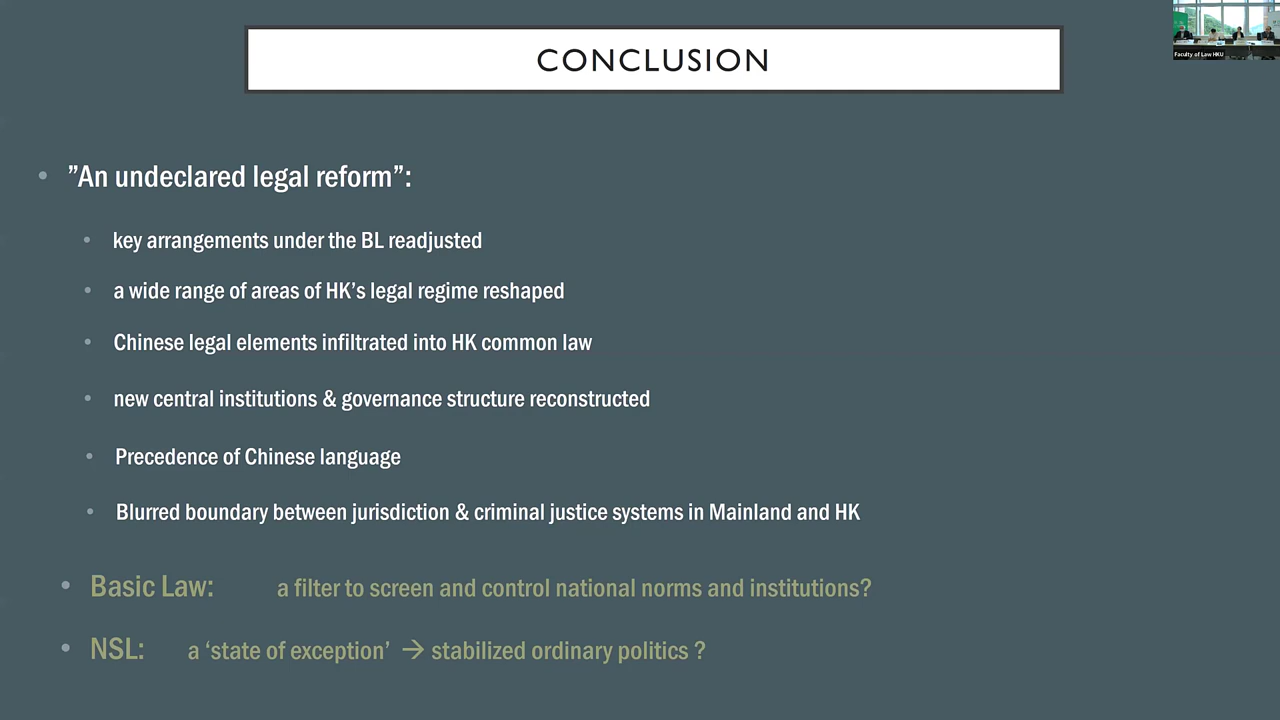 CONCLUSION
Faculty of Law HKU
”An undeclared legal reform”:
key arrangements under the BL readjusted
a wide range of areas of HK’s legal regime reshaped
Chinese legal elements infiltrated into HK common law
new central institutions & governance structure reconstructed
Precedence of Chinese language
Blurred boundary between jurisdiction & criminal justice systems in Mainland and HK
Basic Law: a filter to screen and control national norms and institutions?
NSL: a ‘state of exception’ → stabilized ordinary politics ?